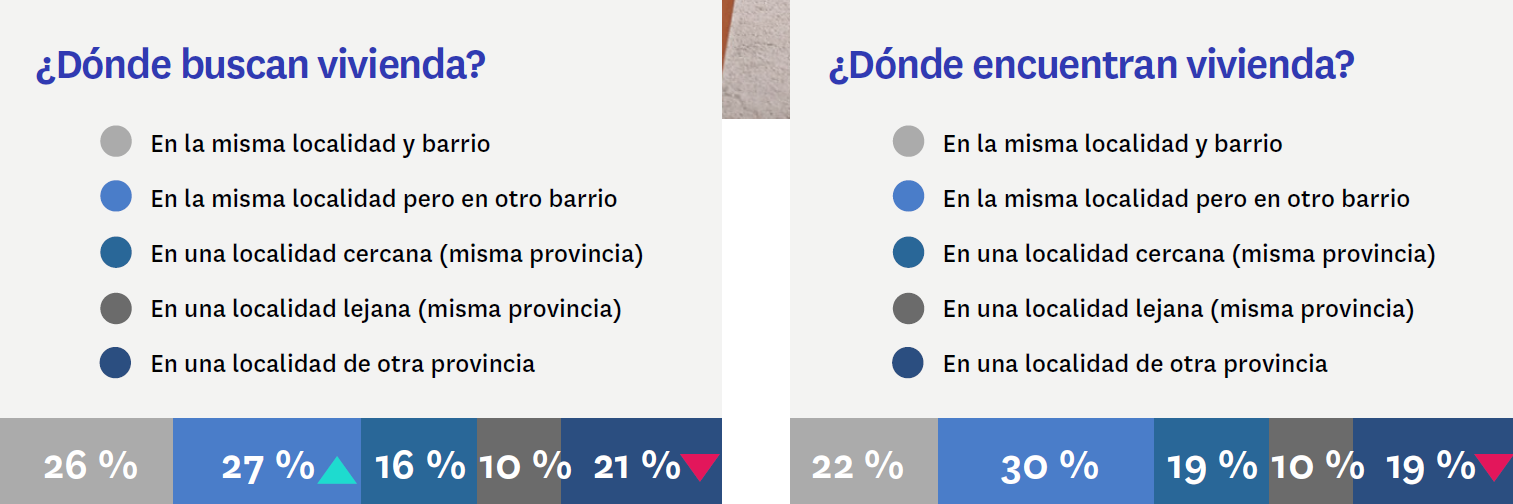 ¿Dónde buscan vivienda?
En la misma localidad y barrio
En la misma localidad pero en otro barrio
En una localidad cercana (misma provincia)
En una localidad lejana (misma provincia)
En una localidad de otra provincia
26 % 27 % 16 % 10 % 21 %
¿Dónde encuentran vivienda?
En la misma localidad y barrio
En la misma localidad pero en otro barrio
En una localidad cercana (misma provincia)
En una localidad lejana (misma provincia)
En una localidad de otra provincia
22 % 30 % 19 % 10 % 19 %